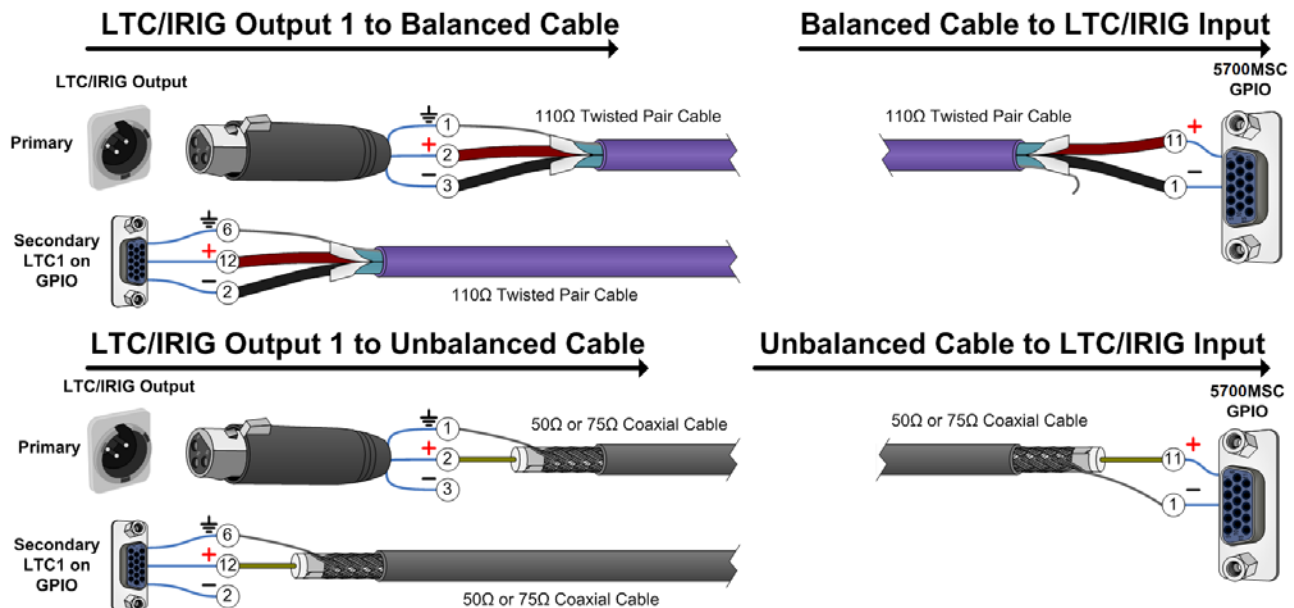 LTC/IRIG Output 1 to Balanced Cable
Balanced Cable to LTC/IRIG Input
LTC/IRIG Output
5700MSC
GPIO
Primary
1
+
2
−
3
110Ω Twisted Pair Cable
110Ω Twisted Pair Cable
+
11
−
1
Secondary
LTC1 on
GPIO
6
+
12
−
2
110Ω Twisted Pair Cable
LTC/IRIG Output 1 to Unbalanced Cable
Unbalanced Cable to LTC/IRIG Input
LTC/IRIG Output
5700MSC
GPIO
Primary
1
+
2
−
3
50Ω or 75Ω Coaxial Cable
50Ω or 75Ω Coaxial Cable
+
11
−
1
Secondary
LTC1 on
GPIO
6
+
12
−
2
50Ω or 75Ω Coaxial Cable